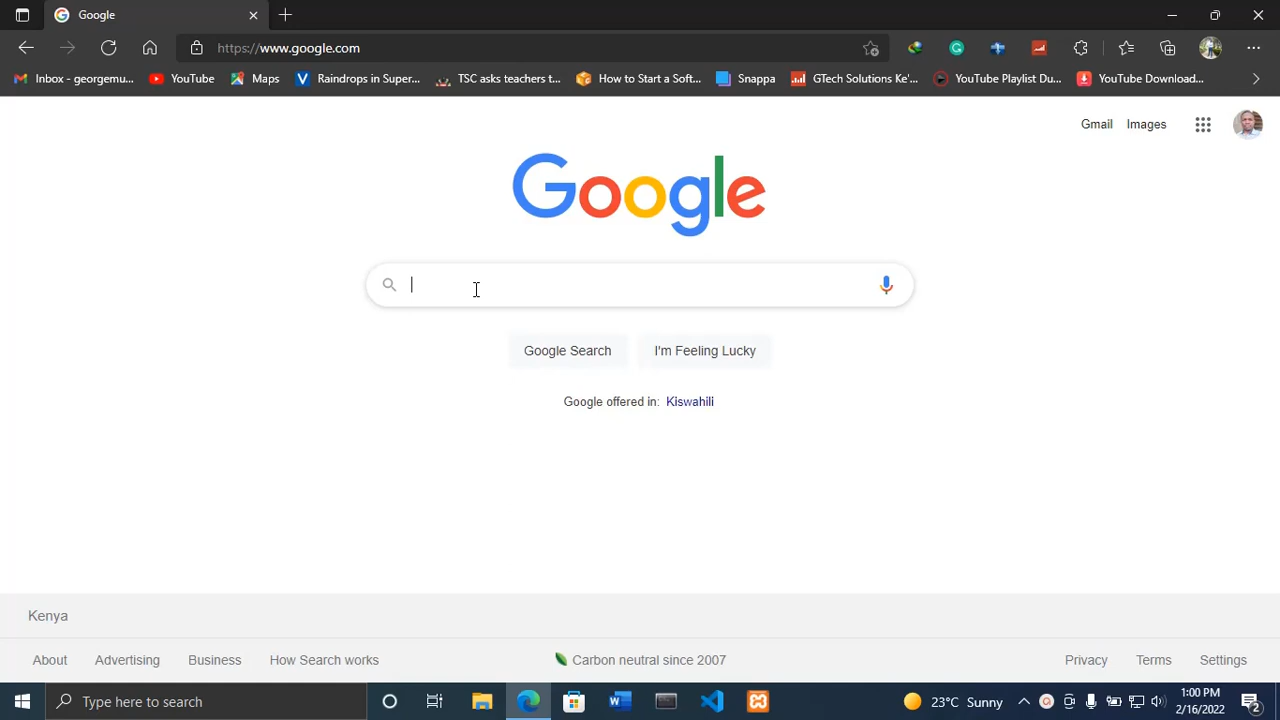 Google
https://www.google.com
Inbox - georgemu...
YouTube
Maps
Raindrops in Super...
TSC asks teachers t...
How to Start a Soft...
Snappa
GTech Solutions Ke'...
YouTube Playlist Du...
YouTube Download...
Gmail
Images
Google
Google Search
I'm Feeling Lucky
Google offered in: Kiswahili
Kenya
About
Advertising
Business
How Search works
Carbon neutral since 2007
Privacy
Terms
Settings
Type here to search
23°C Sunny
1:00 PM
2/16/2022
2